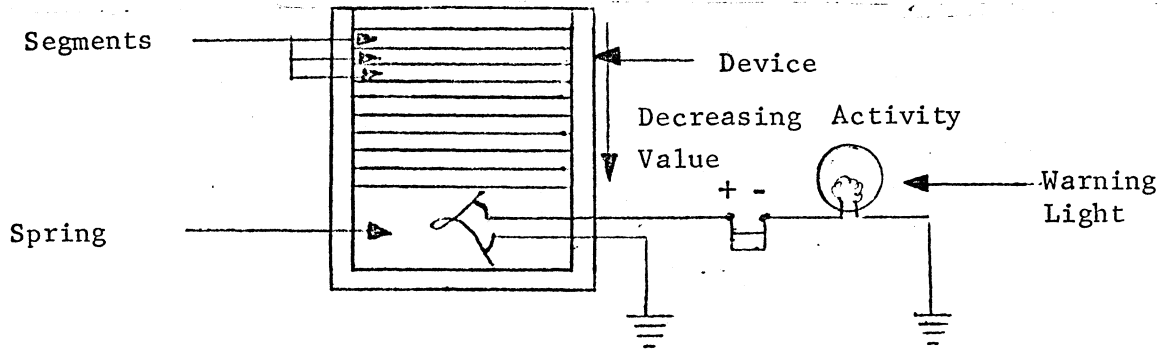 Segments
Device
Decreasing Activity
Value
+ -
Warning
Light
Spring